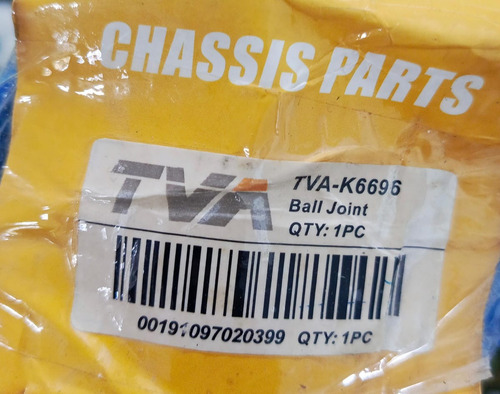 CHASSIS PARTS
TVA
TVA-K6696
Ball Joint
QTY: 1PC
00191097020399 QTY: 1PC